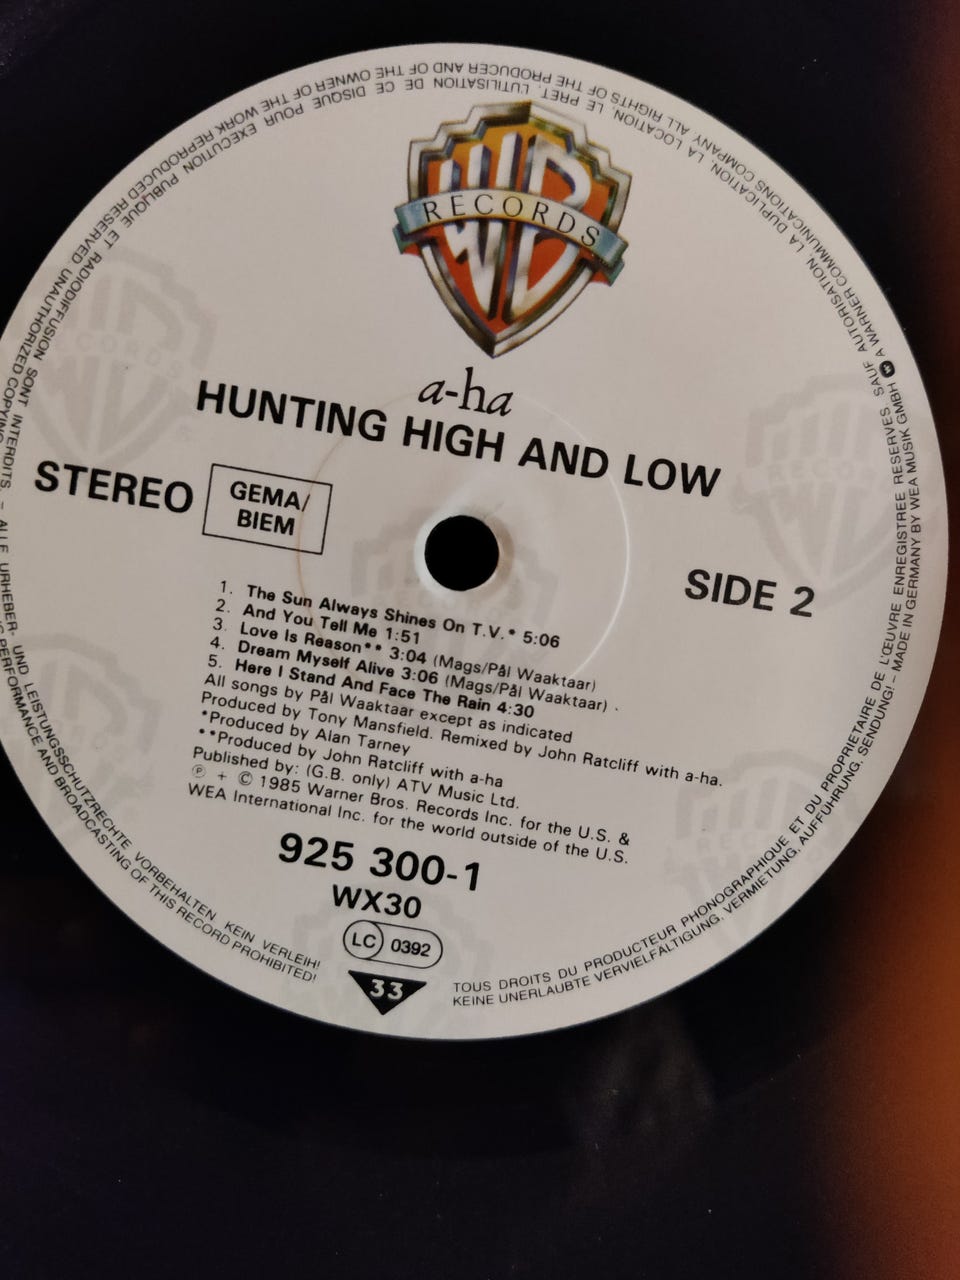 WB
RECORDS
a-ha
HUNTING HIGH AND LOW
STEREO
GEMA/
BIEM
SIDE 2
1. The Sun Always Shines On T.V.* 5:06
2. And You Tell Me 1:51
3. Love Is Reason** 3:04 (Mags/Pål Waaktaar)
4. Dream Myself Alive 3:06 (Mags/Pål Waaktaar)
5. Here I Stand And Face The Rain 4:30
All songs by Pål Waaktaar except as indicated
Produced by Tony Mansfield. Remixed by John Ratcliff with a-ha.
*Produced by Alan Tarney
**Produced by John Ratcliff with a-ha
Published by: (G.B. only) ATV Music Ltd.
℗ + © 1985 Warner Bros. Records Inc. for the U.S. &
WEA International Inc. for the world outside of the U.S.
925 300-1
WX30
LC 0392
33
TOUS DROITS DU PRODUCTEUR PHONOGRAPHIQUE ET DU PROPRIETAIRE DE L'ŒUVRE ENREGISTREE RESERVES. SAUF AUTORISATION, LA DUPLICATION, LA LOCATION, LE PRET, L'UTILISATION DE CE DISQUE POUR EXECUTION PUBLIQUE ET RADIODIFFUSION SONT INTERDITS. – ALLE URHEBER- UND LEISTUNGSSCHUTZRECHTE VORBEHALTEN KEIN VERLEIH!
KEINE UNERLAUBTE VERVIELFÄLTIGUNG, VERMIETUNG, AUFFÜHRUNG, SENDUNG! – MADE IN GERMANY BY WEA MUSIK GMBH A WARNER COMMUNICATIONS COMPANY. ALL RIGHTS OF THE PRODUCER AND OF THE OWNER OF THE WORK REPRODUCED RESERVED. UNAUTHORIZED COPYING PERFORMANCE AND BROADCASTING OF THIS RECORD PROHIBITED!